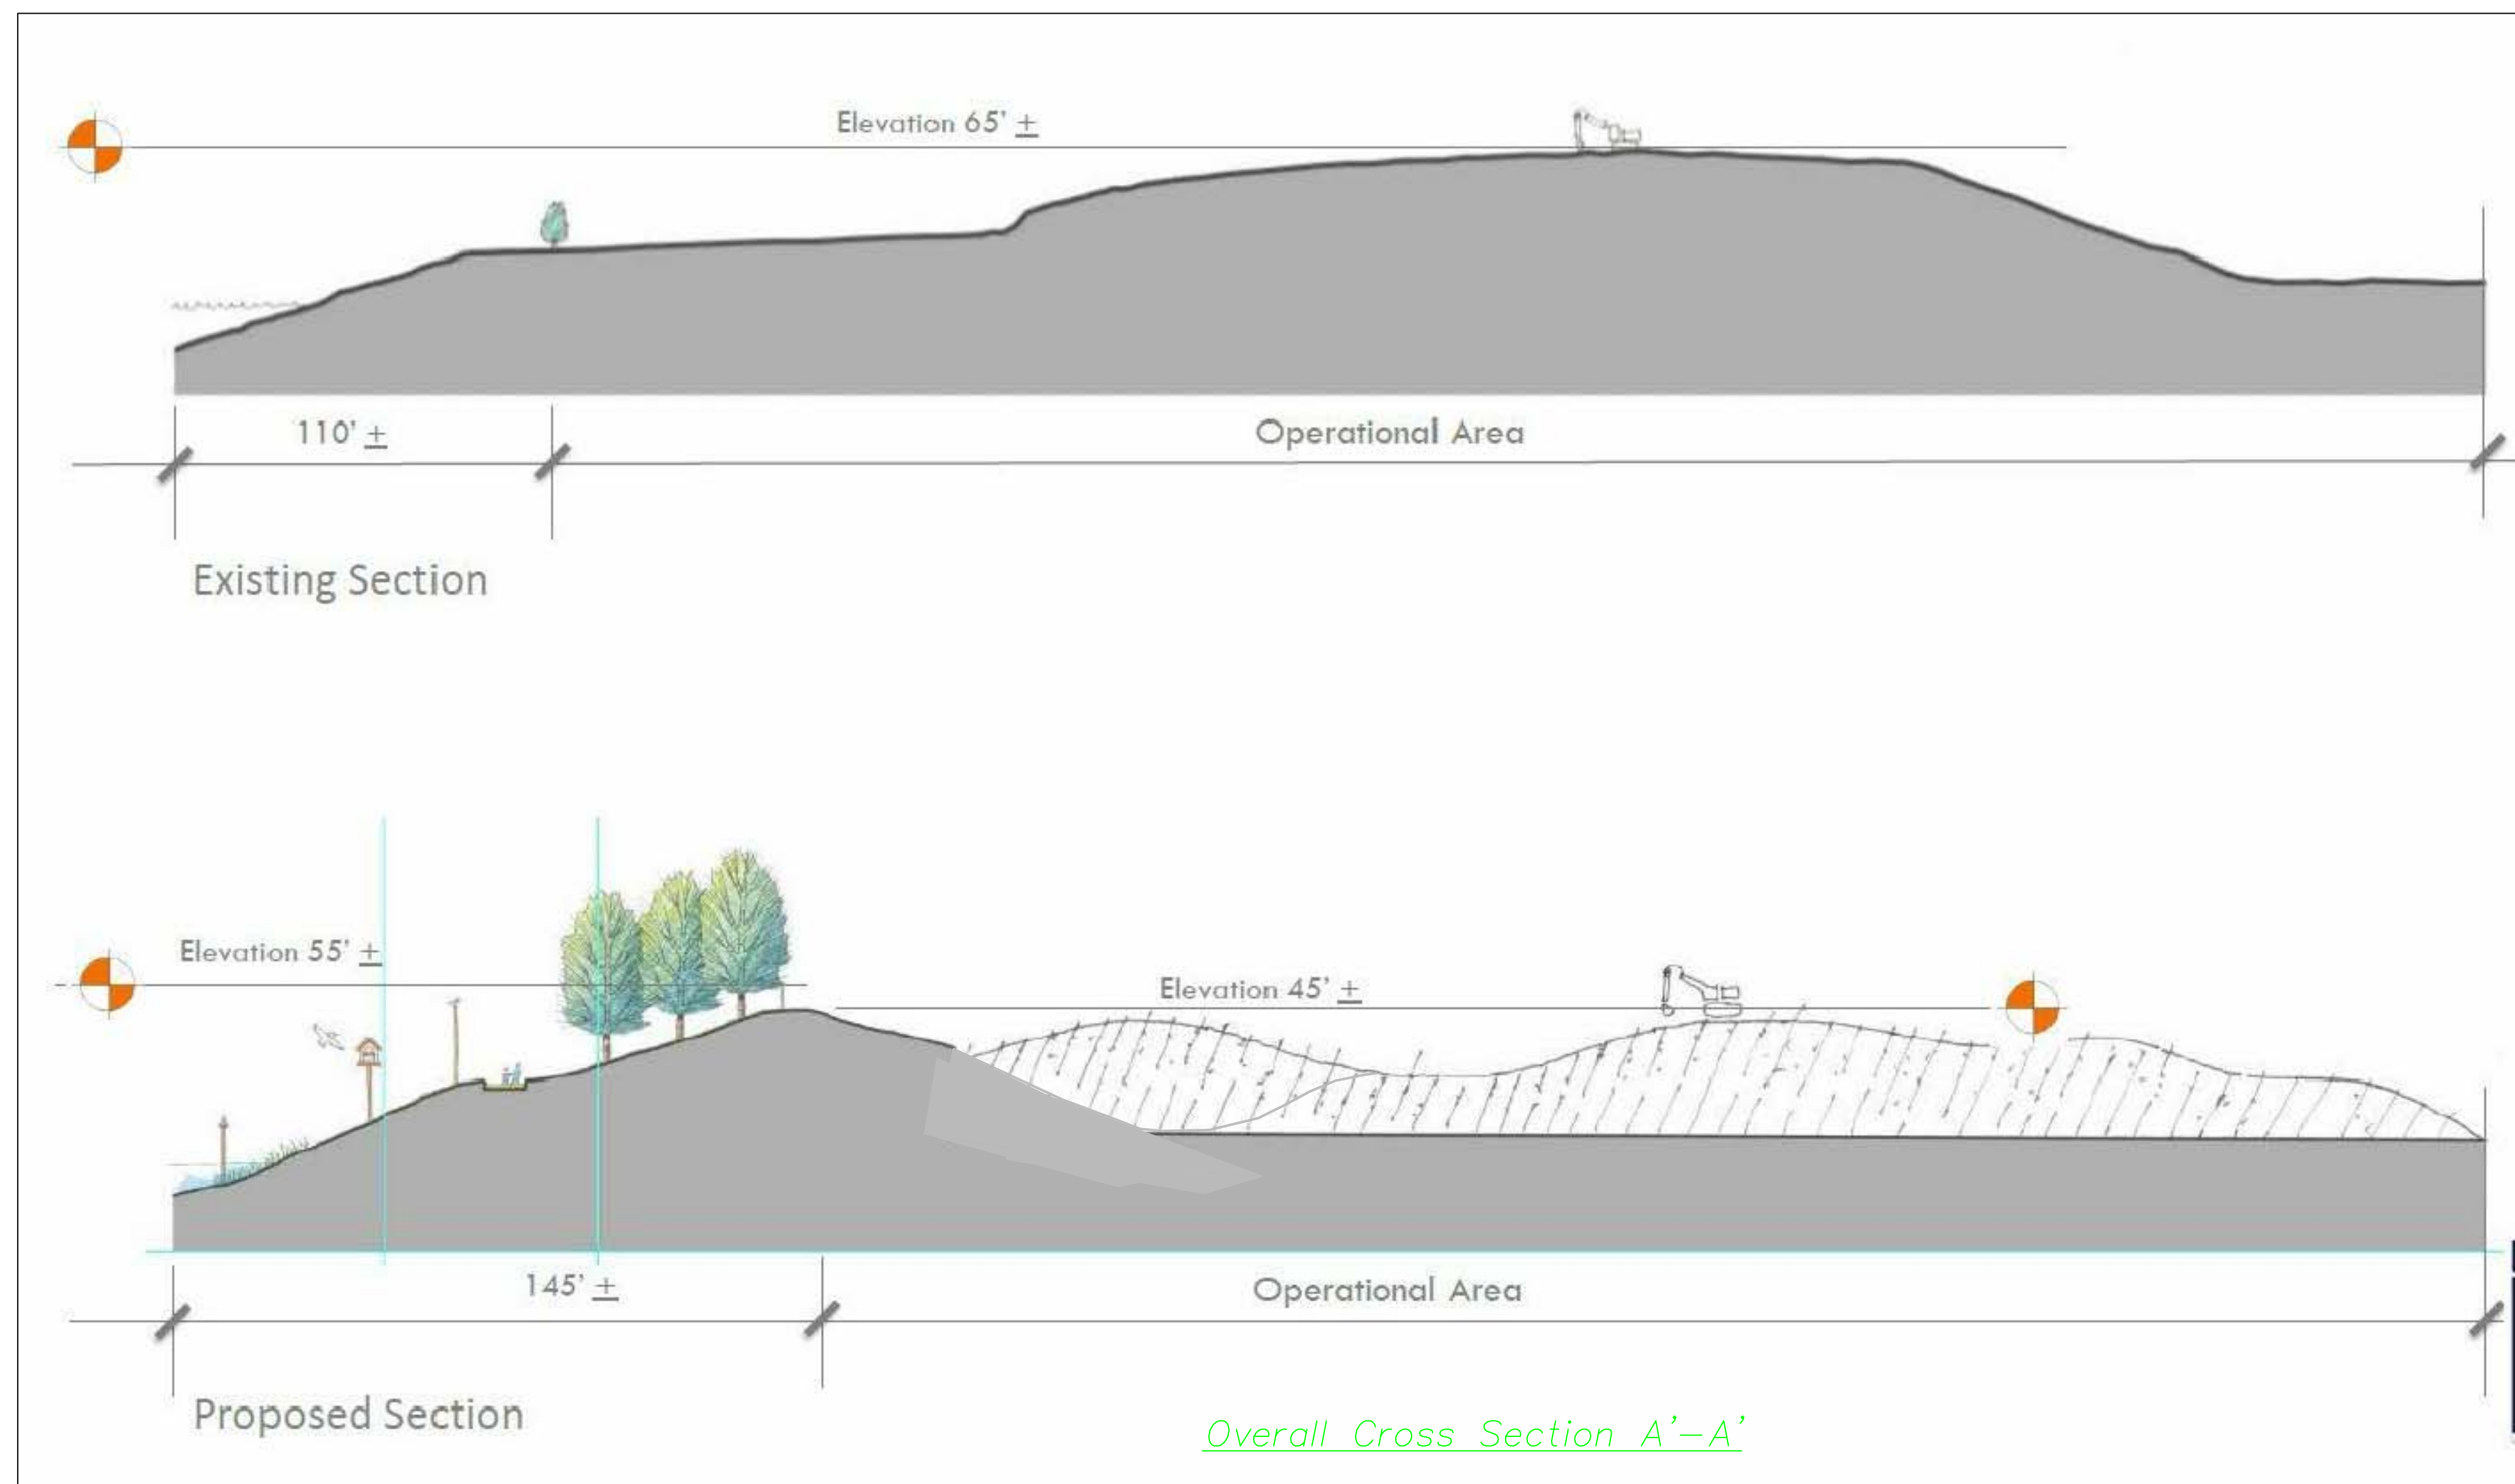 Elevation 65' ±
110' ±
Operational Area
Existing Section
Elevation 55' ±
Elevation 45' ±
145' ±
Operational Area
Proposed Section
Overall Cross Section A'-A'